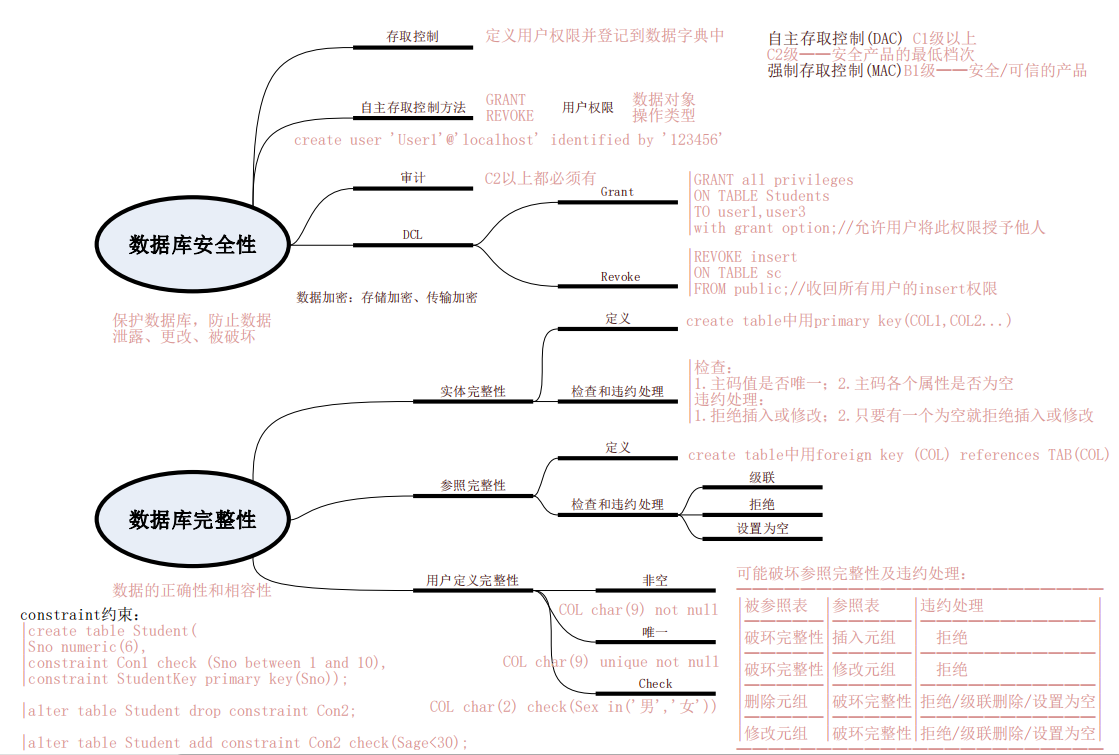 存取控制
定义用户权限并登记到数据字典中
自主存取控制(DAC) C1级以上
C2级——安全产品的最低档次
强制存取控制(MAC)B1级——安全/可信的产品
自主存取控制方法
GRANT
REVOKE
用户权限
数据对象
操作类型
create user 'User1'@'localhost' identified by '123456'
审计
C2以上都必须有
DCL
Grant
GRANT all privileges
ON TABLE Students
TO user1,user3
with grant option;//允许用户将此权限授予他人
Revoke
REVOKE insert
ON TABLE sc
FROM public;//收回所有用户的insert权限
数据库安全性
数据加密：存储加密、传输加密
保护数据库，防止数据
泄露、更改、被破坏
实体完整性
定义
create table中用primary key(COL1,COL2...)
检查和违约处理
检查：
1.主码值是否唯一；2.主码各个属性是否为空
违约处理：
1.拒绝插入或修改；2.只要有一个为空就拒绝插入或修改
参照完整性
定义
create table中用foreign key (COL) references TAB(COL)
检查和违约处理
级联
拒绝
设置为空
数据库完整性
数据的正确性和相容性
用户定义完整性
非空
COL char(9) not null
唯一
COL char(9) unique not null
Check
COL char(2) check(Sex in('男','女'))
constraint约束：
create table Student(
Sno numeric(6),
constraint Con1 check (Sno between 1 and 10),
constraint StudentKey primary key(Sno));
alter table Student drop constraint Con2;
alter table Student add constraint Con2 check(Sage<30);
可能破坏参照完整性及违约处理：
被参照表 参照表 违约处理
破环完整性 插入元组 拒绝
破环完整性 修改元组 拒绝
删除元组 破环完整性 拒绝/级联删除/设置为空
修改元组 破环完整性 拒绝/级联删除/设置为空